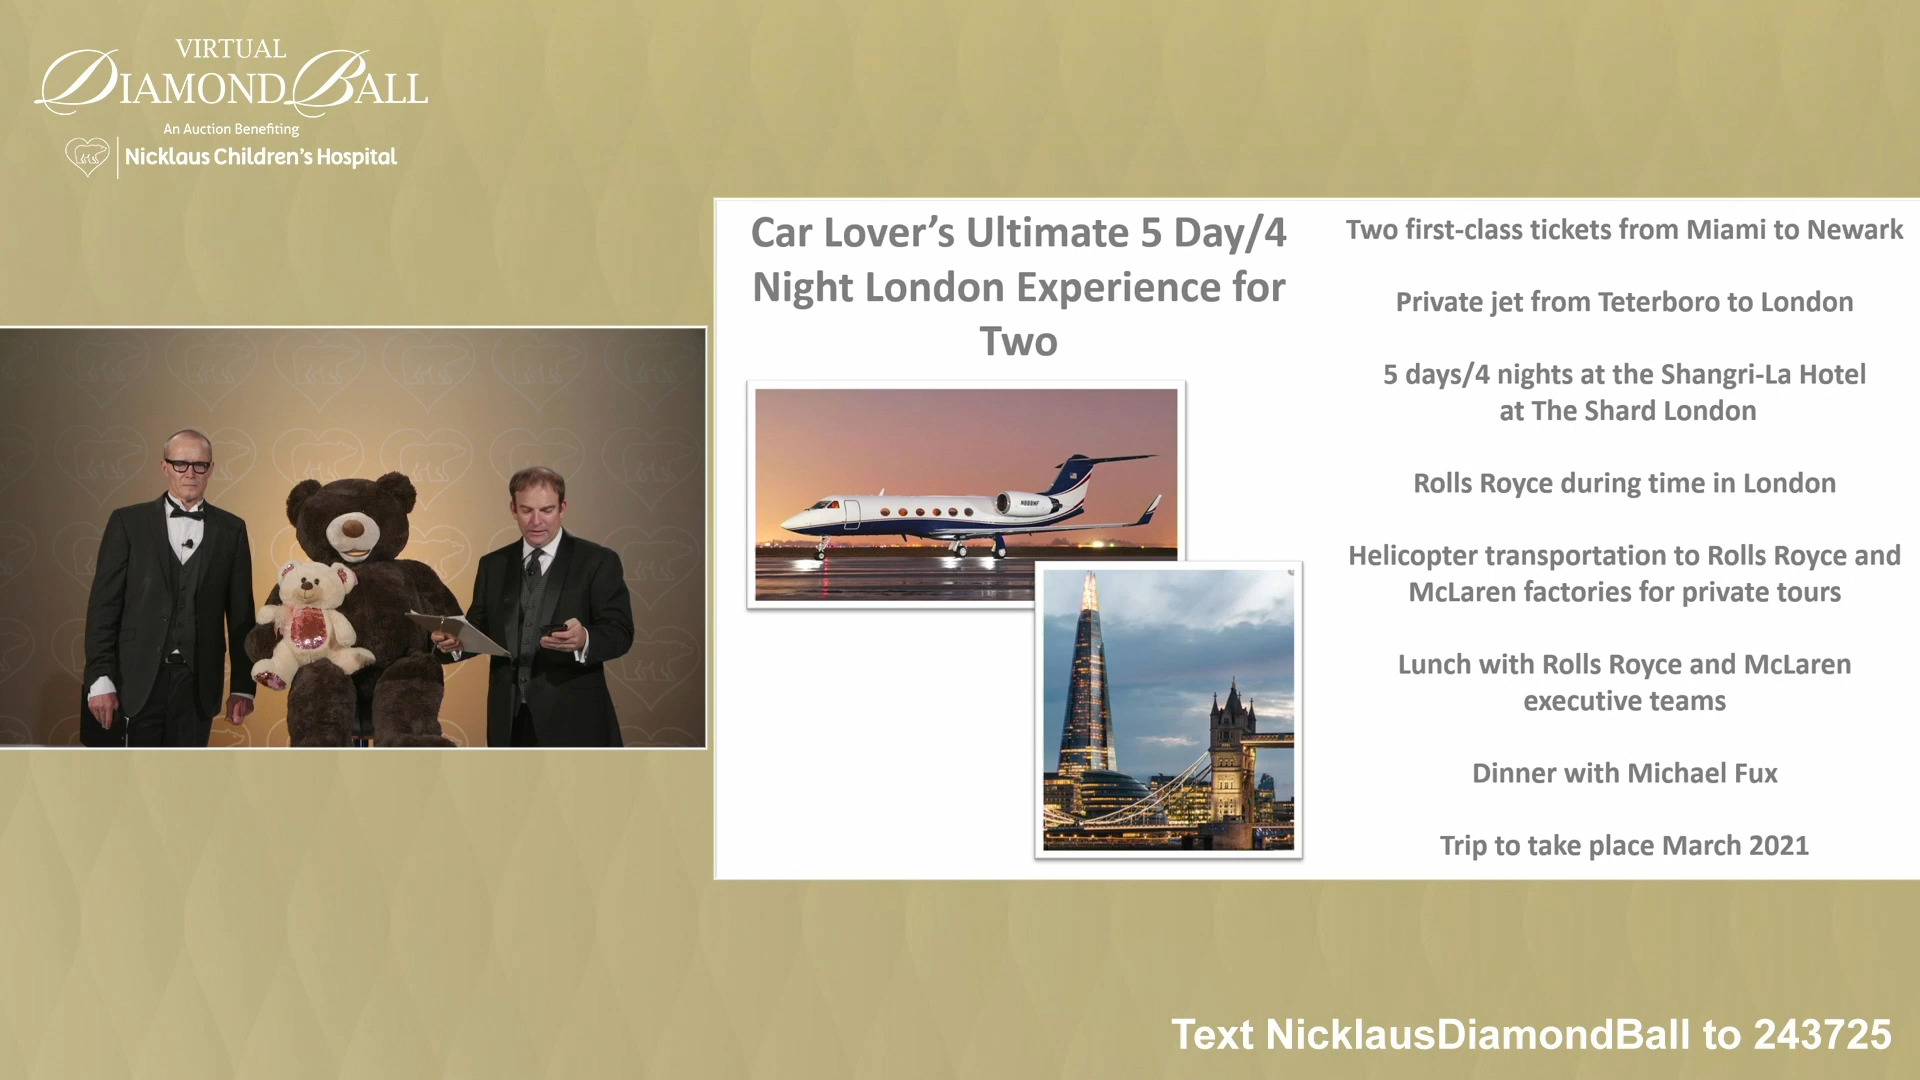 VIRTUAL
DIAMOND BALL
An Auction Benefiting
Nicklaus Children's Hospital
Car Lover's Ultimate 5 Day/4
Night London Experience for
Two
N888MF
Two first-class tickets from Miami to Newark
Private jet from Teterboro to London
5 days/4 nights at the Shangri-La Hotel
at The Shard London
Rolls Royce during time in London
Helicopter transportation to Rolls Royce and
McLaren factories for private tours
Lunch with Rolls Royce and McLaren
executive teams
Dinner with Michael Fux
Trip to take place March 2021
Text NicklausDiamondBall to 243725